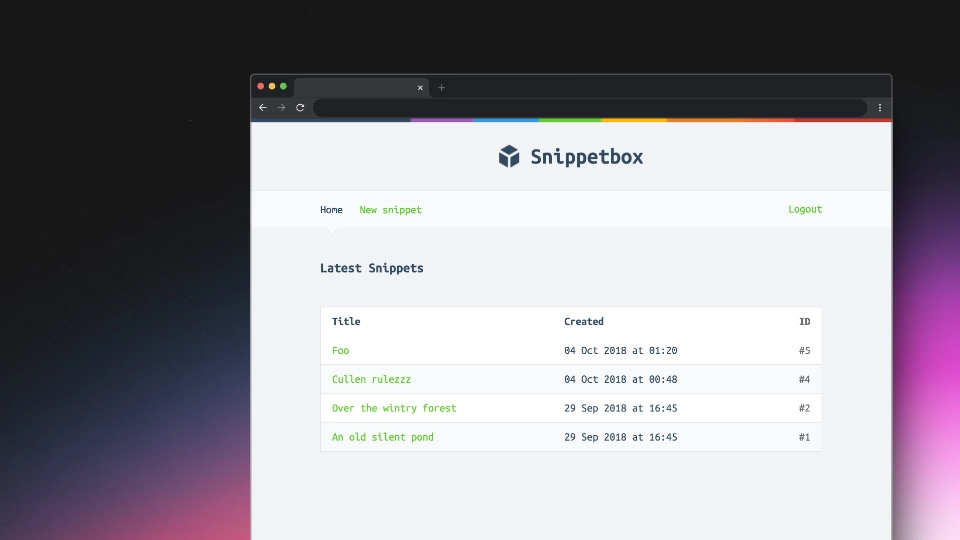 Snippetbox
Home New snippet Logout
Latest Snippets
Title Created ID
Foo 04 Oct 2018 at 01:20 #5
Cullen rulezzz 04 Oct 2018 at 00:48 #4
Over the wintry forest 29 Sep 2018 at 16:45 #2
An old silent pond 29 Sep 2018 at 16:45 #1